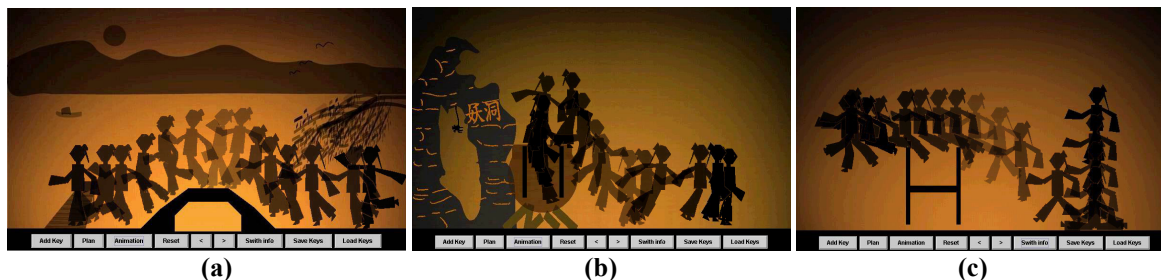 妖洞
Add Key Plan Animation Reset < > Swith info Save Keys Load Keys
Add Key Plan Animation Reset < > Swith info Save Keys Load Keys
Add Key Plan Animation Reset < > Swith info Save Keys Load Keys
(a) (b) (c)